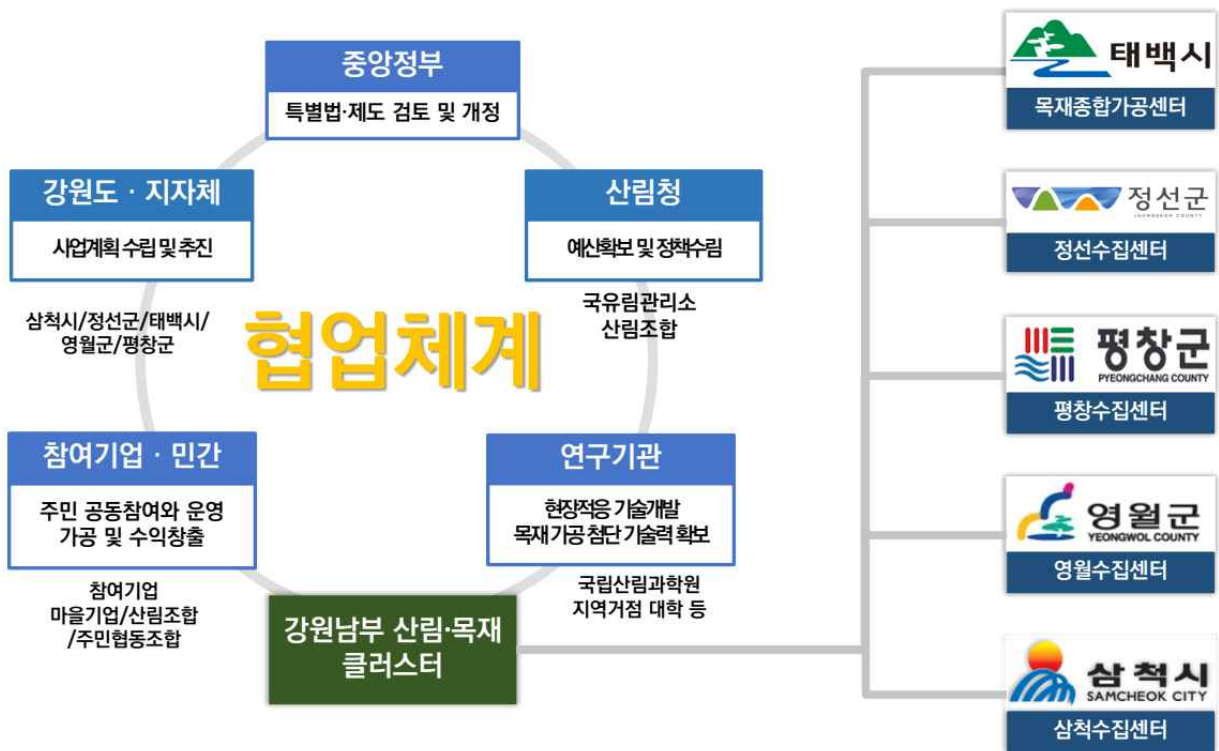 중앙정부
특별법·제도 검토 및 개정
강원도 · 지자체
사업계획 수립 및 추진
삼척시/정선군/태백시/
영월군/평창군
산림청
예산확보 및 정책수립
국유림관리소
산림조합
협업체계
참여기업 · 민간
주민 공동참여와 운영
가공 및 수익창출
참여기업
마을기업/산림조합
/주민협동조합
연구기관
현장적응 기술개발
목재 가공 첨단 기술력 확보
국립산림과학원
지역거점 대학 등
강원남부 산림·목재
클러스터
태백시
목재종합가공센터
정선군
JEONGSEON COUNTY
정선수집센터
평창군
PYEONGCHANG COUNTY
평창수집센터
영월군
YEONGWOL COUNTY
영월수집센터
삼척시
SAMCHEOK CITY
삼척수집센터